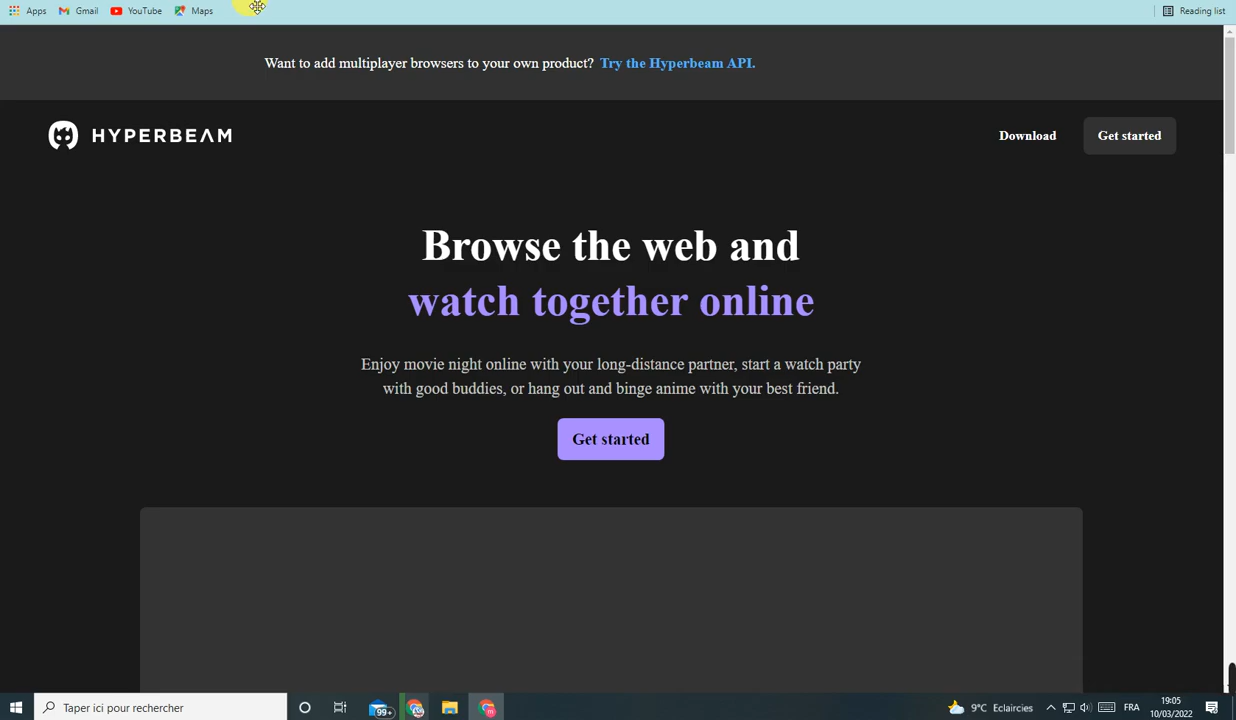 Apps Gmail YouTube Maps Reading list
Want to add multiplayer browsers to your own product? Try the Hyperbeam API.
HYPERBEAM Download Get started
Browse the web and
watch together online
Enjoy movie night online with your long-distance partner, start a watch party
with good buddies, or hang out and binge anime with your best friend.
Get started
Taper ici pour rechercher 99+ m 9°C Eclaircies FRA 19:05
10/03/2022